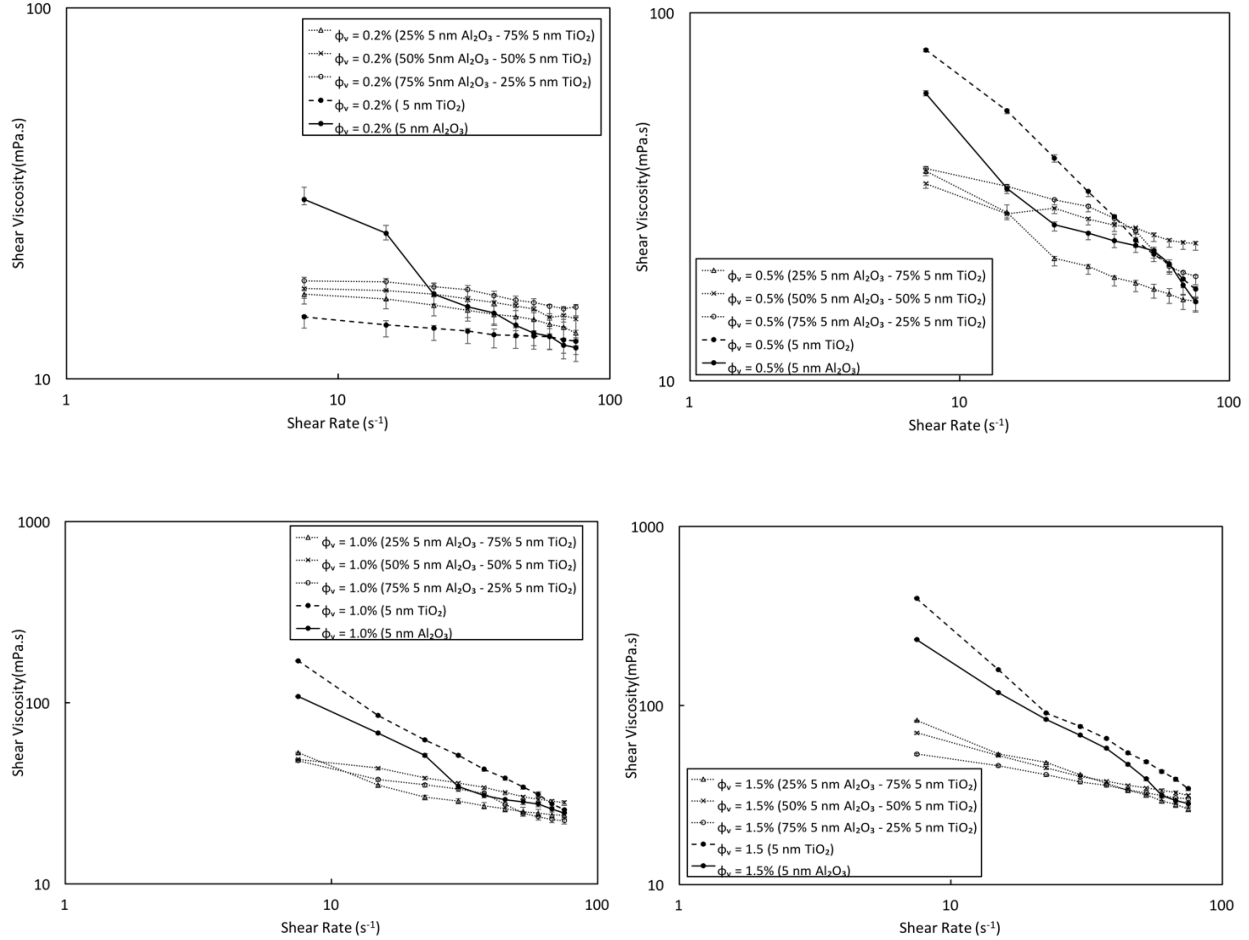 100
10
1
10
100
Shear Viscosity(mPa.s)
Shear Rate (s⁻¹)
ϕᵥ = 0.2% (25% 5 nm Al₂O₃ - 75% 5 nm TiO₂)
ϕᵥ = 0.2% (50% 5nm Al₂O₃ - 50% 5 nm TiO₂)
ϕᵥ = 0.2% (75% 5nm Al₂O₃ - 25% 5 nm TiO₂)
ϕᵥ = 0.2% ( 5 nm TiO₂)
ϕᵥ = 0.2% (5 nm Al₂O₃)
100
10
1
10
100
Shear Viscosity(mPa.s)
Shear Rate (s⁻¹)
ϕᵥ = 0.5% (25% 5 nm Al₂O₃ - 75% 5 nm TiO₂)
ϕᵥ = 0.5% (50% 5 nm Al₂O₃ - 50% 5 nm TiO₂)
ϕᵥ = 0.5% (75% 5 nm Al₂O₃ - 25% 5 nm TiO₂)
ϕᵥ = 0.5% (5 nm TiO₂)
ϕᵥ = 0.5% (5 nm Al₂O₃)
1000
100
10
1
10
100
Shear Viscosity(mPa.s)
Shear Rate (s⁻¹)
ϕᵥ = 1.0% (25% 5 nm Al₂O₃ - 75% 5 nm TiO₂)
ϕᵥ = 1.0% (50% 5 nm Al₂O₃ - 50% 5 nm TiO₂)
ϕᵥ = 1.0% (75% 5 nm Al₂O₃ - 25% 5 nm TiO₂)
ϕᵥ = 1.0% (5 nm TiO₂)
ϕᵥ = 1.0% (5 nm Al₂O₃)
1000
100
10
1
10
100
Shear Viscosity(mPa.s)
Shear Rate (s⁻¹)
ϕᵥ = 1.5% (25% 5 nm Al₂O₃ - 75% 5 nm TiO₂)
ϕᵥ = 1.5% (50% 5 nm Al₂O₃ - 50% 5 nm TiO₂)
ϕᵥ = 1.5% (75% 5 nm Al₂O₃ - 25% 5 nm TiO₂)
ϕᵥ = 1.5 (5 nm TiO₂)
ϕᵥ = 1.5% (5 nm Al₂O₃)